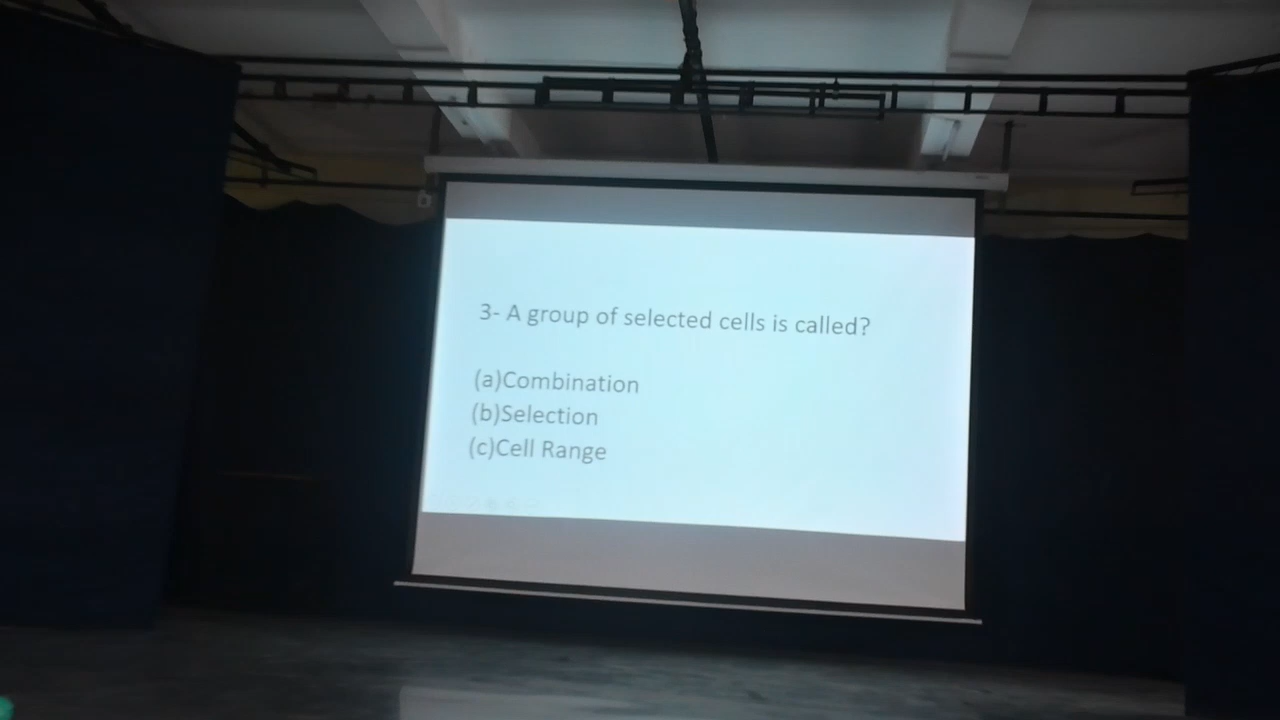 3- A group of selected cells is called?
(a)Combination
(b)Selection
(c)Cell Range